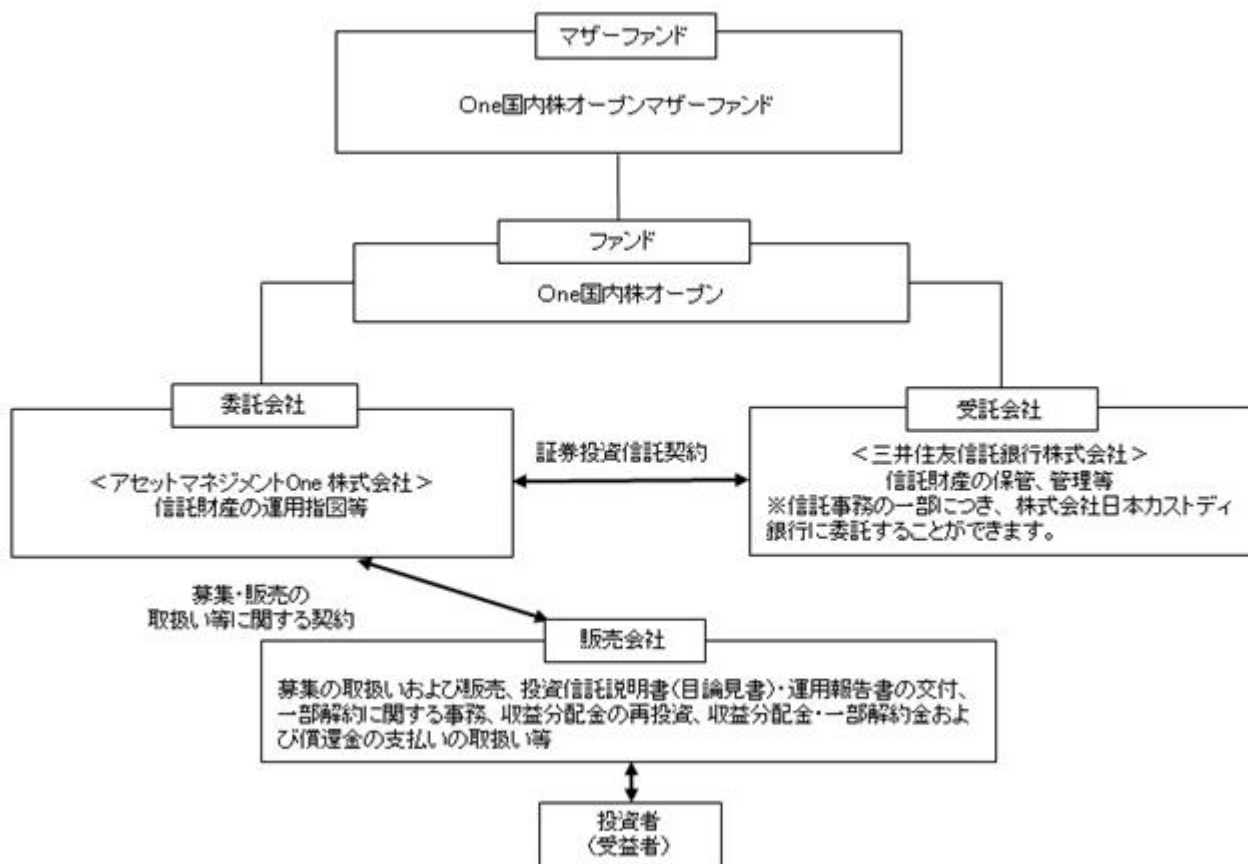 マザーファンド
One国内株オープンマザーファンド
ファンド
One国内株オープン
委託会社
<アセットマネジメントOne 株式会社>
信託財産の運用指図等
証券投資信託契約
受託会社
<三井住友信託銀行株式会社>
信託財産の保管、管理等
※信託事務の一部につき、株式会社日本カストディ
銀行に委託することができます。
募集・販売の
取扱い等に関する契約
販売会社
募集の取扱いおよび販売、投資信託説明書(目論見書)・運用報告書の交付、
一部解約に関する事務、収益分配金の再投資、収益分配金・一部解約金およ
び償還金の支払いの取扱い等
投資者
(受益者)